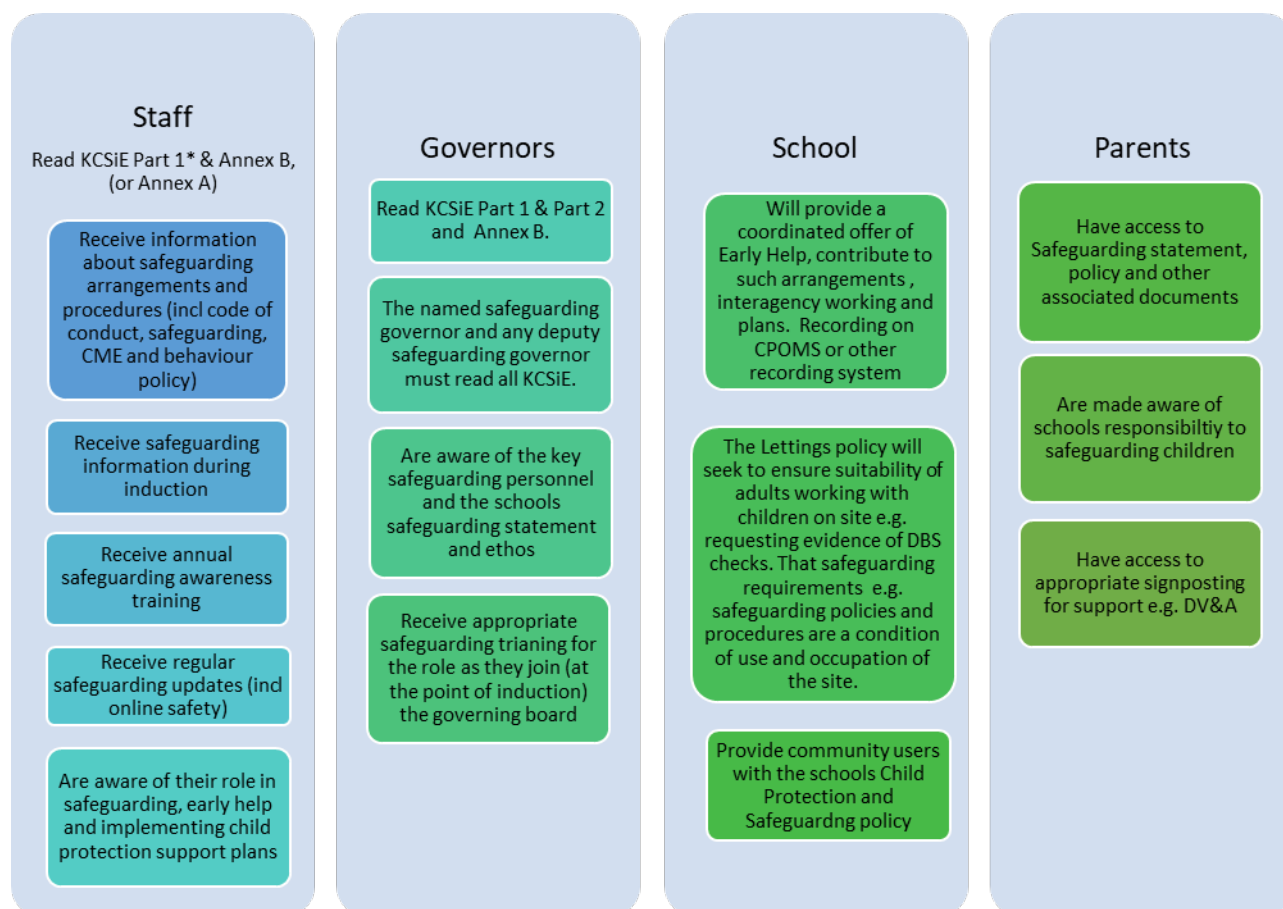 Staff
Read KCSiE Part 1* & Annex B,
(or Annex A)
Receive information
about safeguarding
arrangements and
procedures (incl code of
conduct, safeguarding,
CME and behaviour
policy)
Receive safeguarding
information during
induction
Receive annual
safeguarding awareness
training
Receive regular
safeguarding updates (incl
online safety)
Are aware of their role in
safeguarding, early help
and implementing child
protection support plans
Governors
Read KCSiE Part 1 & Part 2
and Annex B.
The named safeguarding
governor and any deputy
safeguarding governor
must read all KCSiE.
Are aware of the key
safeguarding personnel
and the schools
safeguarding statement
and ethos
Receive appropriate
safeguarding trianing for
the role as they join (at
the point of induction)
the governing board
School
Will provide a
coordinated offer of
Early Help, contribute to
such arrangements ,
interagency working and
plans. Recording on
CPOMS or other
recording system
The Lettings policy will
seek to ensure suitability of
adults working with
children on site e.g.
requesting evidence of DBS
checks. That safeguarding
requirements e.g.
safeguarding policies and
procedures are a condition
of use and occupation of
the site.
Provide community users
with the schools Child
Protection and
Safeguardng policy
Parents
Have access to
Safeguarding statement,
policy and other
associated documents
Are made aware of
schools responsibiltiy to
safeguarding children
Have access to
appropriate signposting
for support e.g. DV&A